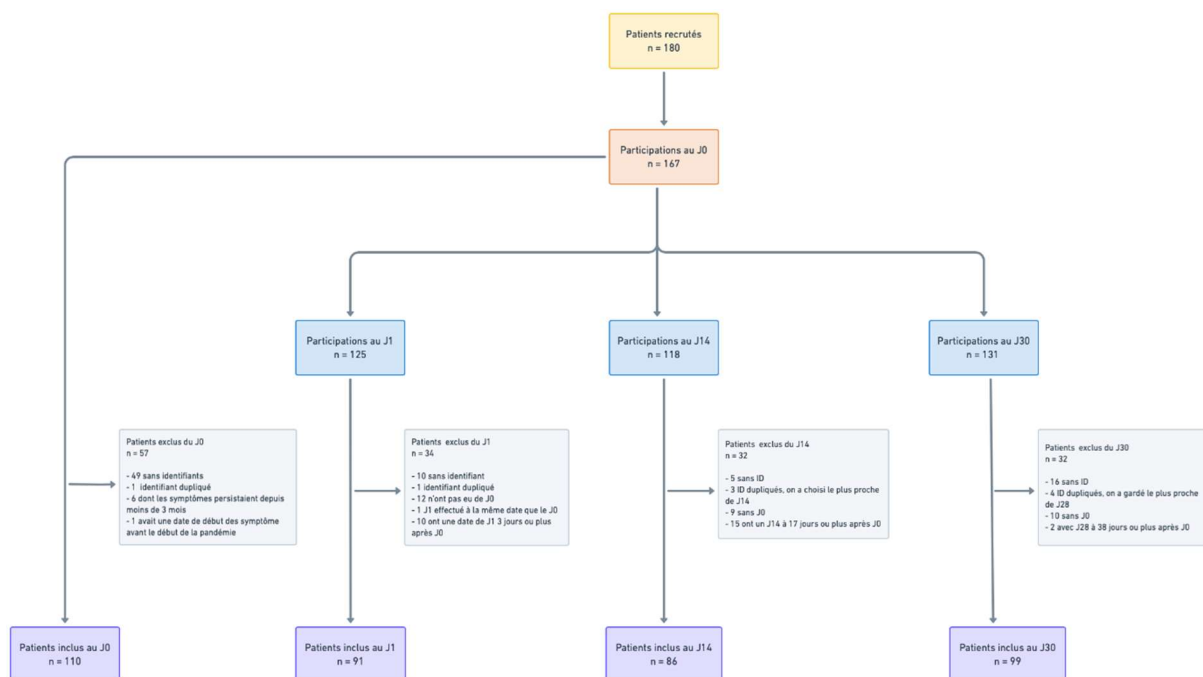 Patients recrutés
n = 180
Participations au J0
n = 167
Participations au J1
n = 125
Participations au J14
n = 118
Participations au J30
n = 131
Patients exclus du J0
n = 57
- 49 sans identifiants
- 1 identifiant dupliqué
- 6 dont les symptômes persistaient depuis
moins de 3 mois
- 1 avait une date de début des symptôme
avant le début de la pandémie
Patients exclus du J1
n = 34
- 10 sans identifiant
- 1 identifiant dupliqué
- 12 n'ont pas eu de J0
- 1 J1 effectué à la même date que le J0
- 10 ont une date de J1 3 jours ou plus
après J0
Patients exclus du J14
n = 32
- 5 sans ID
- 3 ID dupliqués, on a choisi le plus proche
de J14
- 9 sans J0
- 15 ont un J14 à 17 jours ou plus après J0
Patients exclus du J30
n = 32
- 16 sans ID
- 4 ID dupliqués, on a gardé le plus proche
de J28
- 10 sans J0
- 2 avec J28 à 38 jours ou plus après J0
Patients inclus au J0
n = 110
Patients inclus au J1
n = 91
Patients inclus au J14
n = 86
Patients inclus au J30
n = 99